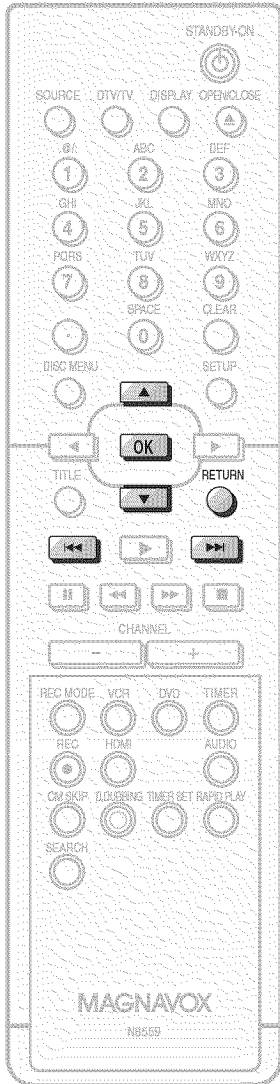 STANDBY-ON
SOURCE DTV/TV DISPLAY OPEN/CLOSE
@/: ABC DEF
1 2 3
GHI JKL MNO
4 5 6
PQRS TUV WXYZ
7 8 9
SPACE CLEAR
. 0
DISC MENU SETUP
OK
TITLE RETURN
CHANNEL
- +
REC MODE VCR DVD TIMER
REC HDMI AUDIO
CM SKIP D.DUBBING TIMER SET RAPID PLAY
SEARCH
MAGNAVOX